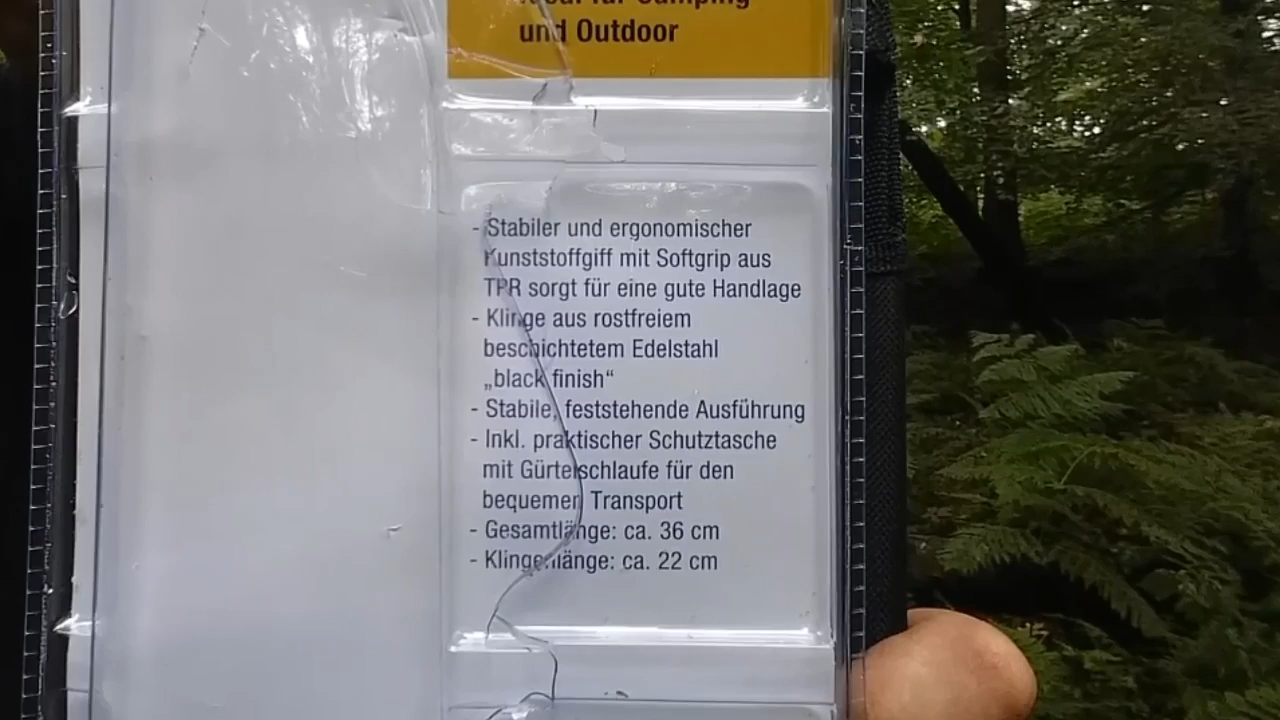 für Camping
und Outdoor
- Stabiler und ergonomischer
Kunststoffgiff mit Softgrip aus
TPR sorgt für eine gute Handlage
- Klinge aus rostfreiem
beschichtetem Edelstahl
„black finish“
- Stabile, feststehende Ausführung
- Inkl. praktischer Schutztasche
mit Gürtelschlaufe für den
bequemen Transport
- Gesamtlänge: ca. 36 cm
- Klingenlänge: ca. 22 cm